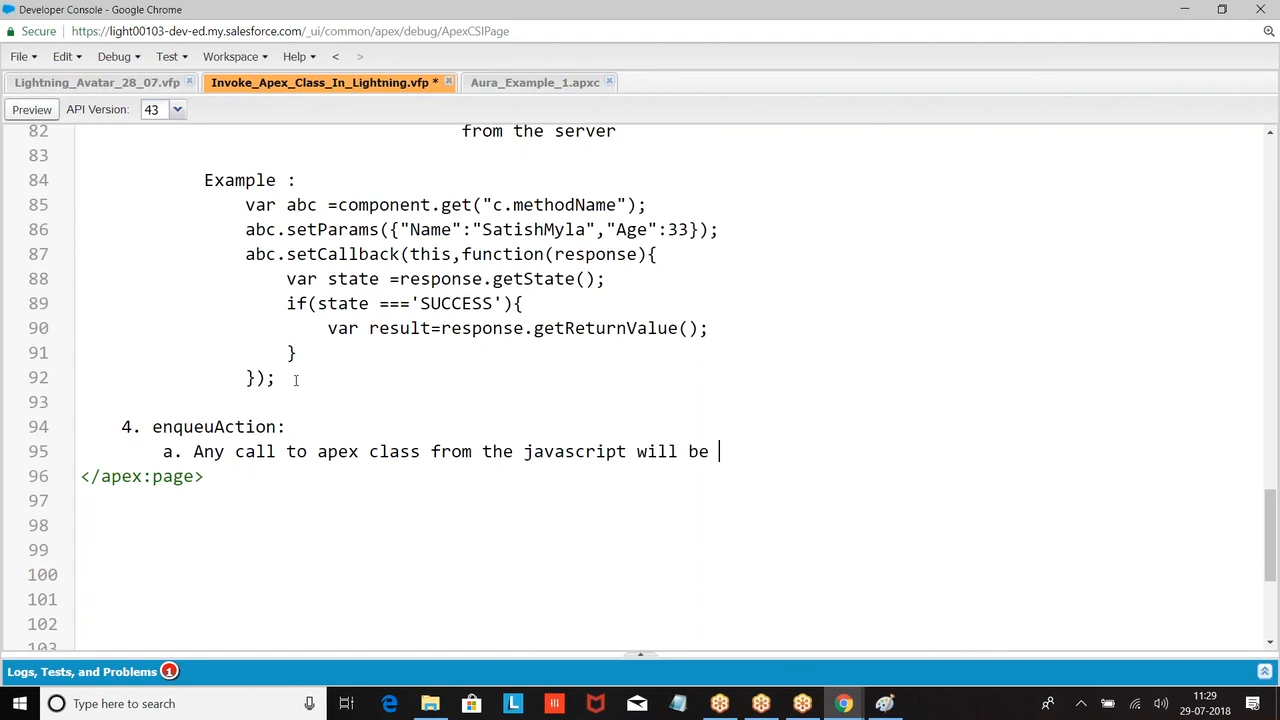 Developer Console - Google Chrome
Secure https://light00103-dev-ed.my.salesforce.com/_ui/common/apex/debug/ApexCSIPage
File Edit Debug Test Workspace Help < >
Lightning_Avatar_28_07.vfp Invoke_Apex_Class_In_Lightning.vfp * Aura_Example_1.apxc
Preview API Version: 43
82 from the server
83
84 Example :
85 var abc =component.get("c.methodName");
86 abc.setParams({"Name":"SatishMyla","Age":33});
87 abc.setCallback(this,function(response){
88 var state =response.getState();
89 if(state ==='SUCCESS'){
90 var result=response.getReturnValue();
91 }
92 });
93
94 4. enqueuAction:
95 a. Any call to apex class from the javascript will be
96 </apex:page>
97
98
99
100
101
102
103
Logs, Tests, and Problems 1
Type here to search
11:29
29-07-2018